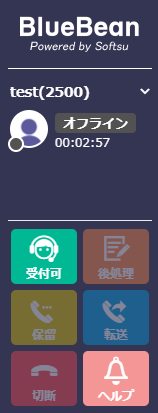 BlueBean
Powered by Softsu
test(2500)
オフライン
00:02:57
受付可
後処理
保留
転送
切断
ヘルプ